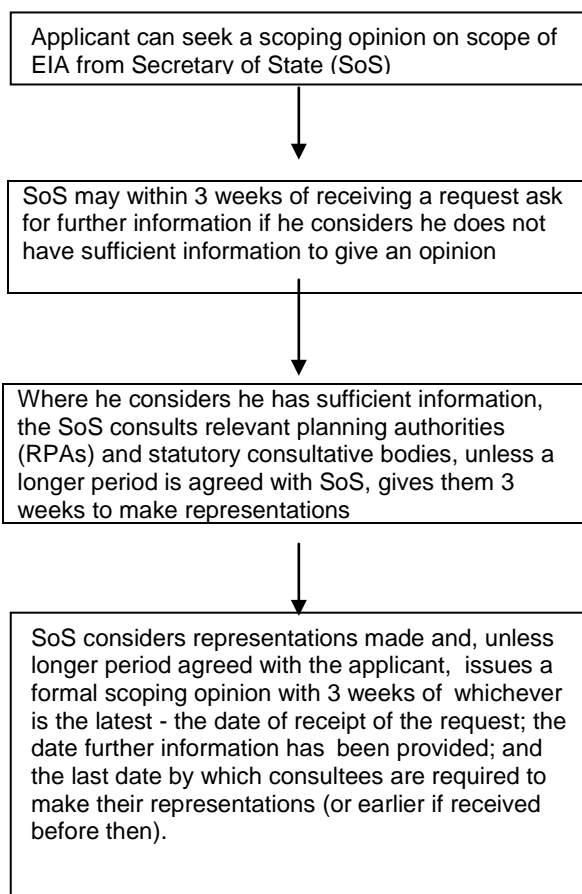 Applicant can seek a scoping opinion on scope of
EIA from Secretary of State (SoS)
SoS may within 3 weeks of receiving a request ask
for further information if he considers he does not
have sufficient information to give an opinion
Where he considers he has sufficient information,
the SoS consults relevant planning authorities
(RPAs) and statutory consultative bodies, unless a
longer period is agreed with SoS, gives them 3
weeks to make representations
SoS considers representations made and, unless
longer period agreed with the applicant, issues a
formal scoping opinion with 3 weeks of whichever
is the latest - the date of receipt of the request; the
date further information has been provided; and
the last date by which consultees are required to
make their representations (or earlier if received
before then).